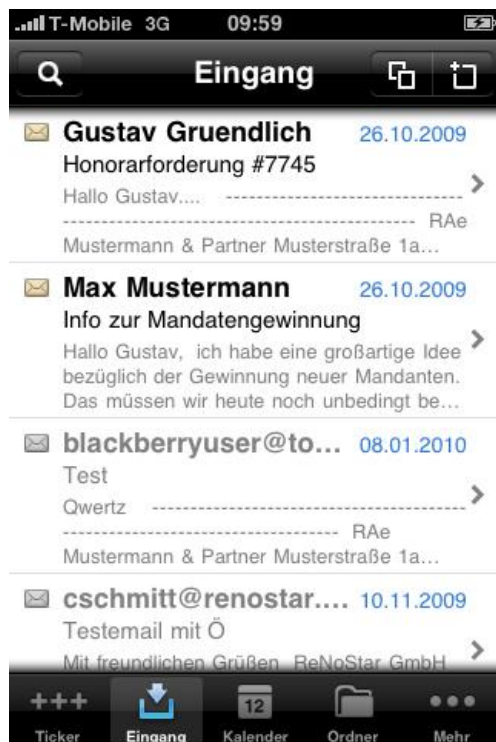 T-Mobile 3G 09:59
Eingang
Gustav Gruendlich 26.10.2009
Honorarforderung #7745
Hallo Gustav.... -----------------------------
---------------------------------------------- RAe
Mustermann & Partner Musterstraße 1a...
Max Mustermann 26.10.2009
Info zur Mandatengewinnung
Hallo Gustav, ich habe eine großartige Idee
bezüglich der Gewinnung neuer Mandanten.
Das müssen wir heute noch unbedingt be...
blackberryuser@to... 08.01.2010
Test
Qwertz --------------------------------------
---------------------------------- RAe
Mustermann & Partner Musterstraße 1a...
cschmitt@renostar.... 10.11.2009
Testemail mit Ö
Mit freundlichen Grüßen ReNoStar GmbH
+++ 12
Ticker Eingang Kalender Ordner Mehr